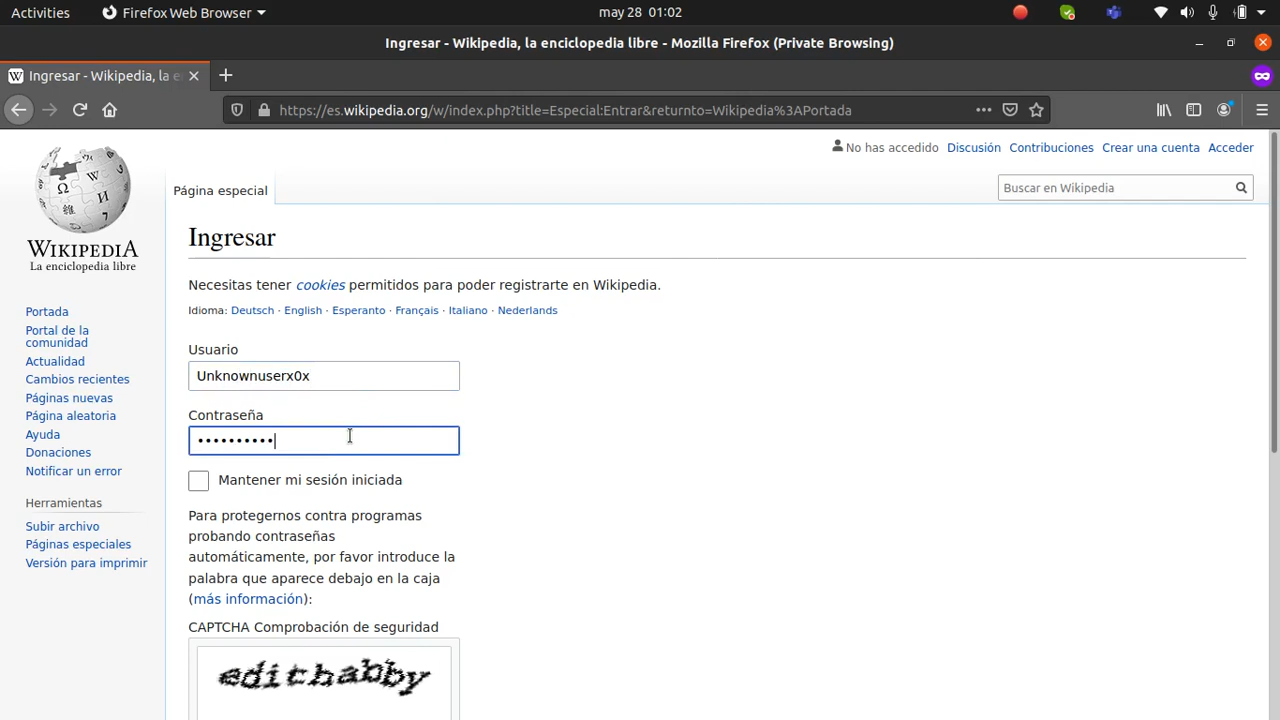 Activities Firefox Web Browser may 28 01:02
Ingresar - Wikipedia, la enciclopedia libre - Mozilla Firefox (Private Browsing)
Ingresar - Wikipedia, la e
https://es.wikipedia.org/w/index.php?title=Especial:Entrar&returnto=Wikipedia%3APortada
No has accedido Discusión Contribuciones Crear una cuenta Acceder
Página especial
Buscar en Wikipedia
WIKIPEDIA
La enciclopedia libre
Portada
Portal de la
comunidad
Actualidad
Cambios recientes
Páginas nuevas
Página aleatoria
Ayuda
Donaciones
Notificar un error
Herramientas
Subir archivo
Páginas especiales
Versión para imprimir
Ingresar
Necesitas tener cookies permitidos para poder registrarte en Wikipedia.
Idioma: Deutsch · English · Esperanto · Français · Italiano · Nederlands
Usuario
Unknownuserx0x
Contraseña
••••••••••
Mantener mi sesión iniciada
Para protegernos contra programas
probando contraseñas
automáticamente, por favor introduce la
palabra que aparece debajo en la caja
(más información):
CAPTCHA Comprobación de seguridad
edithabby